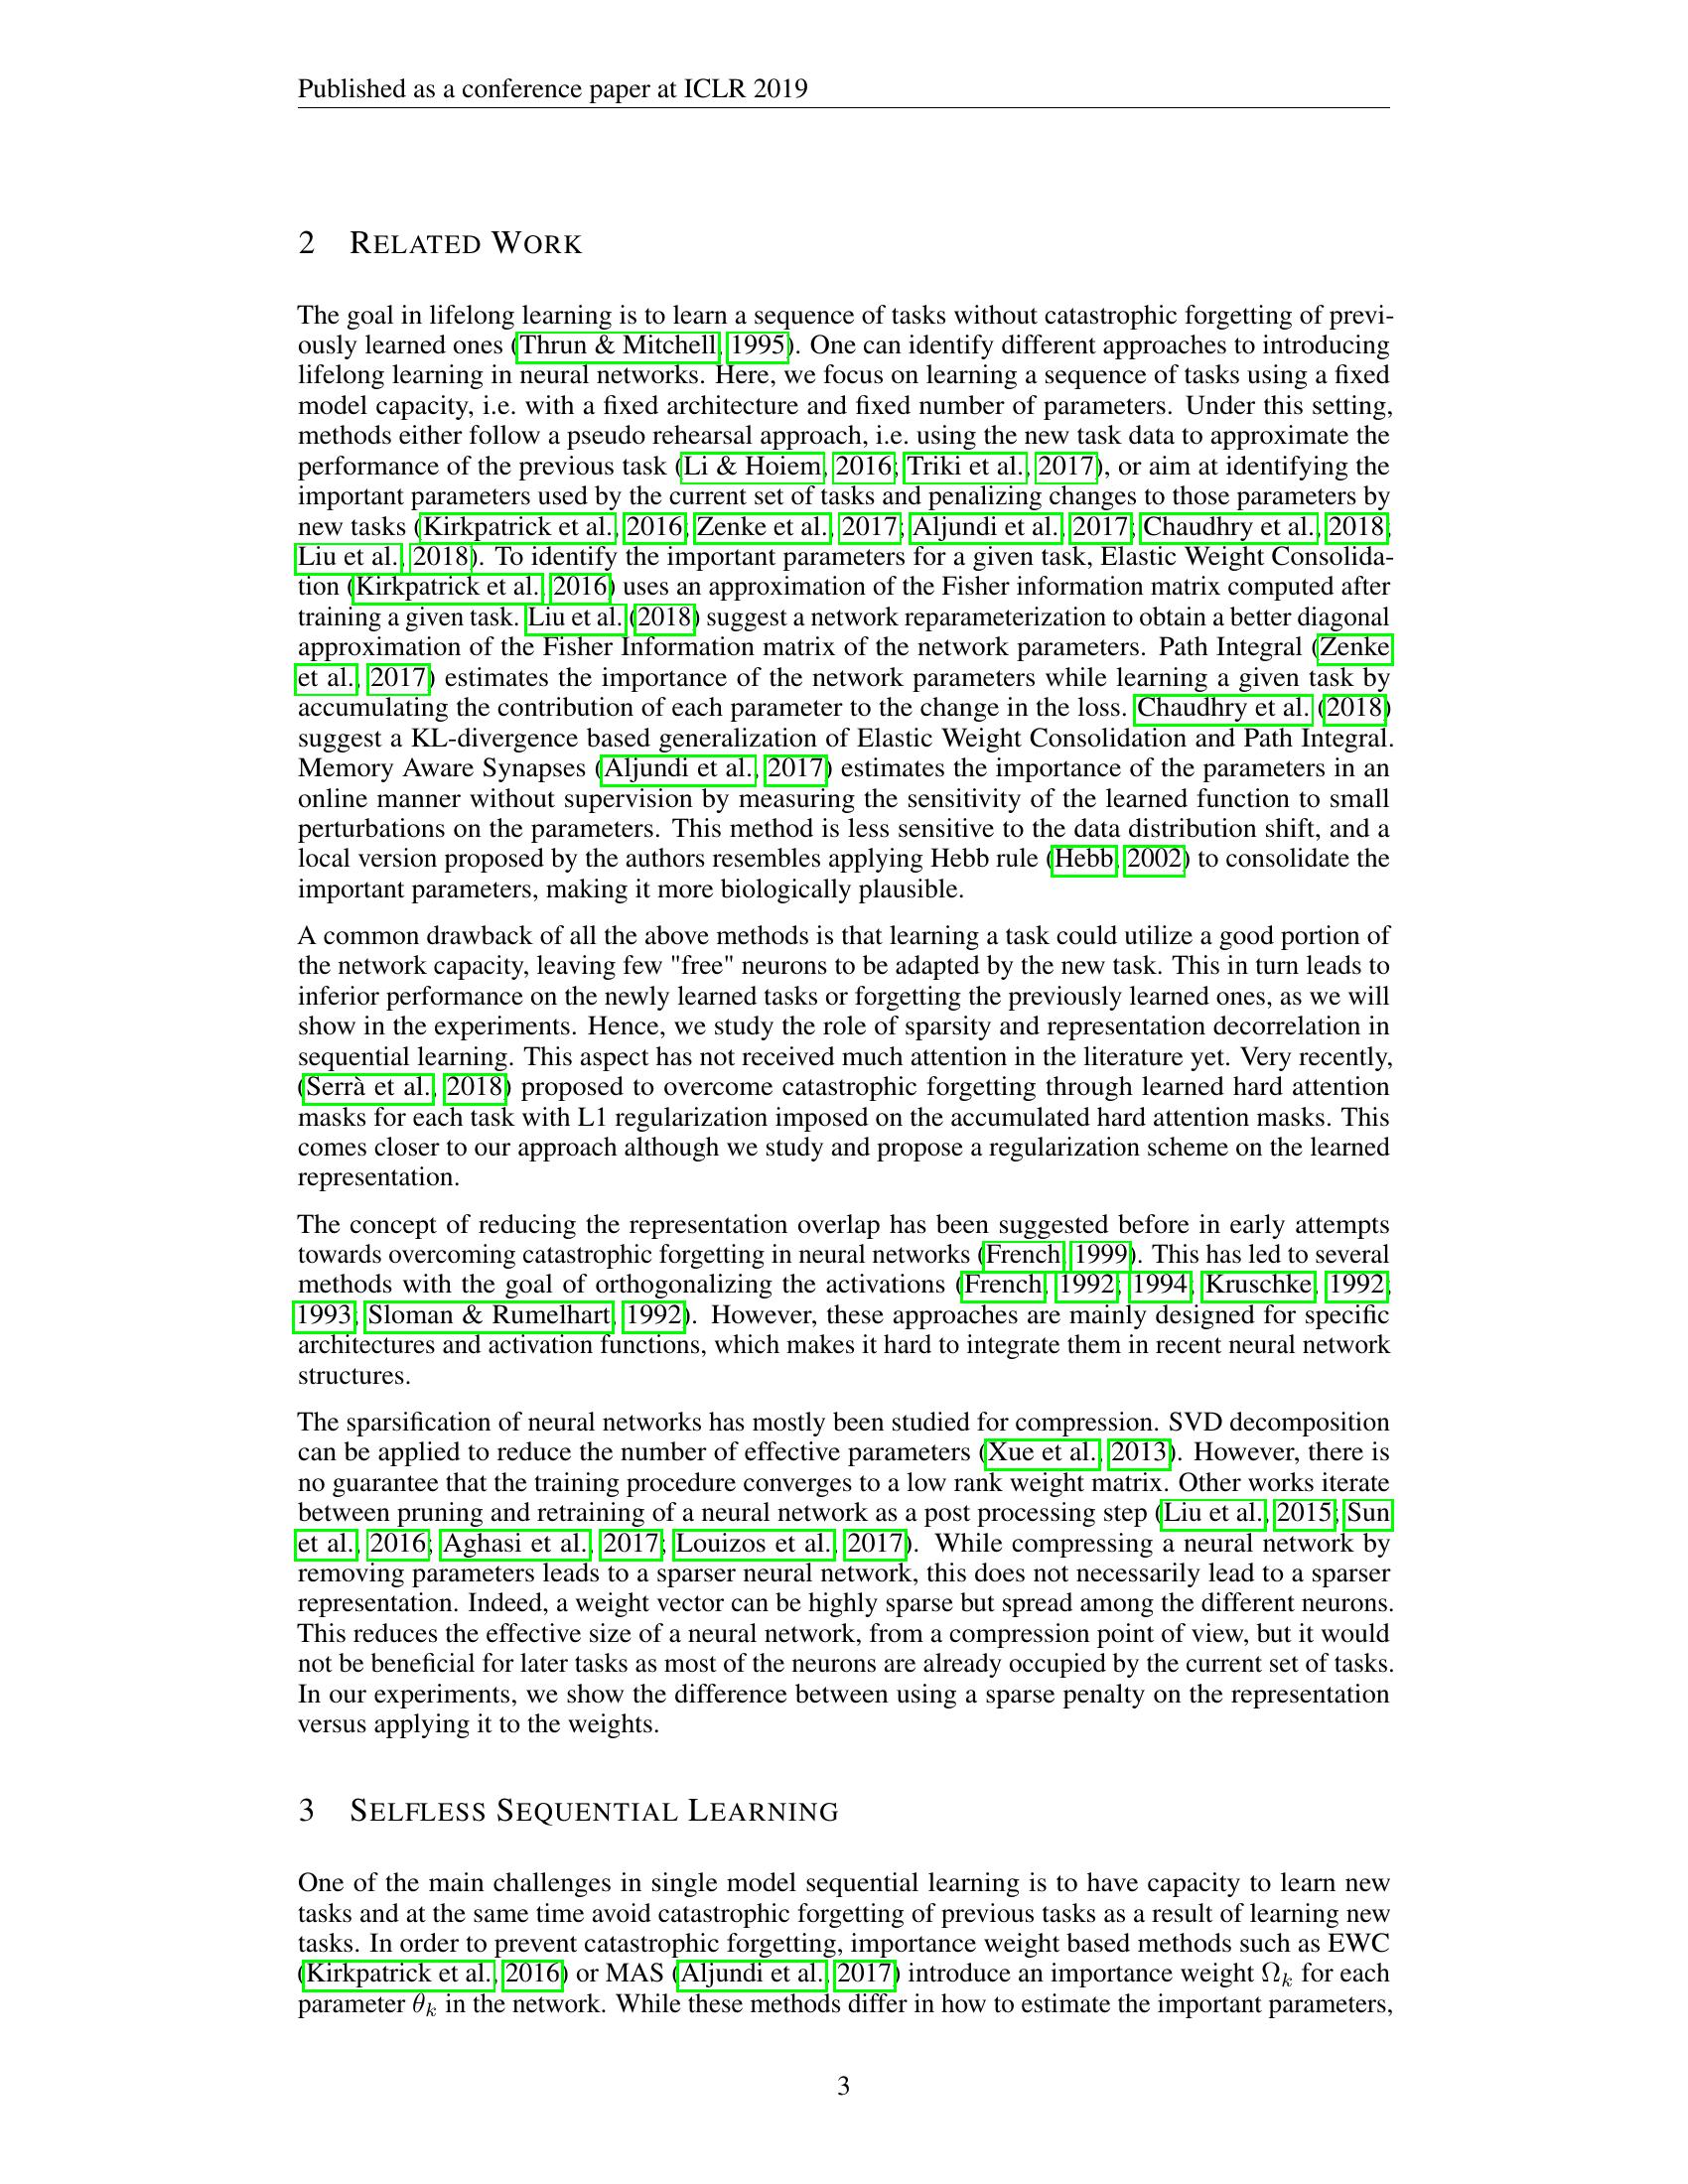 Published as a conference paper at ICLR 2019
2 RELATED WORK
The goal in lifelong learning is to learn a sequence of tasks without catastrophic forgetting of previ-
ously learned ones (Thrun & Mitchell, 1995). One can identify different approaches to introducing
lifelong learning in neural networks. Here, we focus on learning a sequence of tasks using a fixed
model capacity, i.e. with a fixed architecture and fixed number of parameters. Under this setting,
methods either follow a pseudo rehearsal approach, i.e. using the new task data to approximate the
performance of the previous task (Li & Hoiem, 2016; Triki et al., 2017), or aim at identifying the
important parameters used by the current set of tasks and penalizing changes to those parameters by
new tasks (Kirkpatrick et al., 2016; Zenke et al., 2017; Aljundi et al., 2017; Chaudhry et al., 2018;
Liu et al., 2018). To identify the important parameters for a given task, Elastic Weight Consolida-
tion (Kirkpatrick et al., 2016) uses an approximation of the Fisher information matrix computed after
training a given task. Liu et al. (2018) suggest a network reparameterization to obtain a better diagonal
approximation of the Fisher Information matrix of the network parameters. Path Integral (Zenke
et al., 2017) estimates the importance of the network parameters while learning a given task by
accumulating the contribution of each parameter to the change in the loss. Chaudhry et al. (2018)
suggest a KL-divergence based generalization of Elastic Weight Consolidation and Path Integral.
Memory Aware Synapses (Aljundi et al., 2017) estimates the importance of the parameters in an
online manner without supervision by measuring the sensitivity of the learned function to small
perturbations on the parameters. This method is less sensitive to the data distribution shift, and a
local version proposed by the authors resembles applying Hebb rule (Hebb, 2002) to consolidate the
important parameters, making it more biologically plausible.
A common drawback of all the above methods is that learning a task could utilize a good portion of
the network capacity, leaving few "free" neurons to be adapted by the new task. This in turn leads to
inferior performance on the newly learned tasks or forgetting the previously learned ones, as we will
show in the experiments. Hence, we study the role of sparsity and representation decorrelation in
sequential learning. This aspect has not received much attention in the literature yet. Very recently,
(Serrà et al., 2018) proposed to overcome catastrophic forgetting through learned hard attention
masks for each task with L1 regularization imposed on the accumulated hard attention masks. This
comes closer to our approach although we study and propose a regularization scheme on the learned
representation.
The concept of reducing the representation overlap has been suggested before in early attempts
towards overcoming catastrophic forgetting in neural networks (French, 1999). This has led to several
methods with the goal of orthogonalizing the activations (French, 1992; 1994; Kruschke, 1992;
1993; Sloman & Rumelhart, 1992). However, these approaches are mainly designed for specific
architectures and activation functions, which makes it hard to integrate them in recent neural network
structures.
The sparsification of neural networks has mostly been studied for compression. SVD decomposition
can be applied to reduce the number of effective parameters (Xue et al., 2013). However, there is
no guarantee that the training procedure converges to a low rank weight matrix. Other works iterate
between pruning and retraining of a neural network as a post processing step (Liu et al., 2015; Sun
et al., 2016; Aghasi et al., 2017; Louizos et al., 2017). While compressing a neural network by
removing parameters leads to a sparser neural network, this does not necessarily lead to a sparser
representation. Indeed, a weight vector can be highly sparse but spread among the different neurons.
This reduces the effective size of a neural network, from a compression point of view, but it would
not be beneficial for later tasks as most of the neurons are already occupied by the current set of tasks.
In our experiments, we show the difference between using a sparse penalty on the representation
versus applying it to the weights.
3 SELFLESS SEQUENTIAL LEARNING
One of the main challenges in single model sequential learning is to have capacity to learn new
tasks and at the same time avoid catastrophic forgetting of previous tasks as a result of learning new
tasks. In order to prevent catastrophic forgetting, importance weight based methods such as EWC
(Kirkpatrick et al., 2016) or MAS (Aljundi et al., 2017) introduce an importance weight Ωk for each
parameter θk in the network. While these methods differ in how to estimate the important parameters,
3